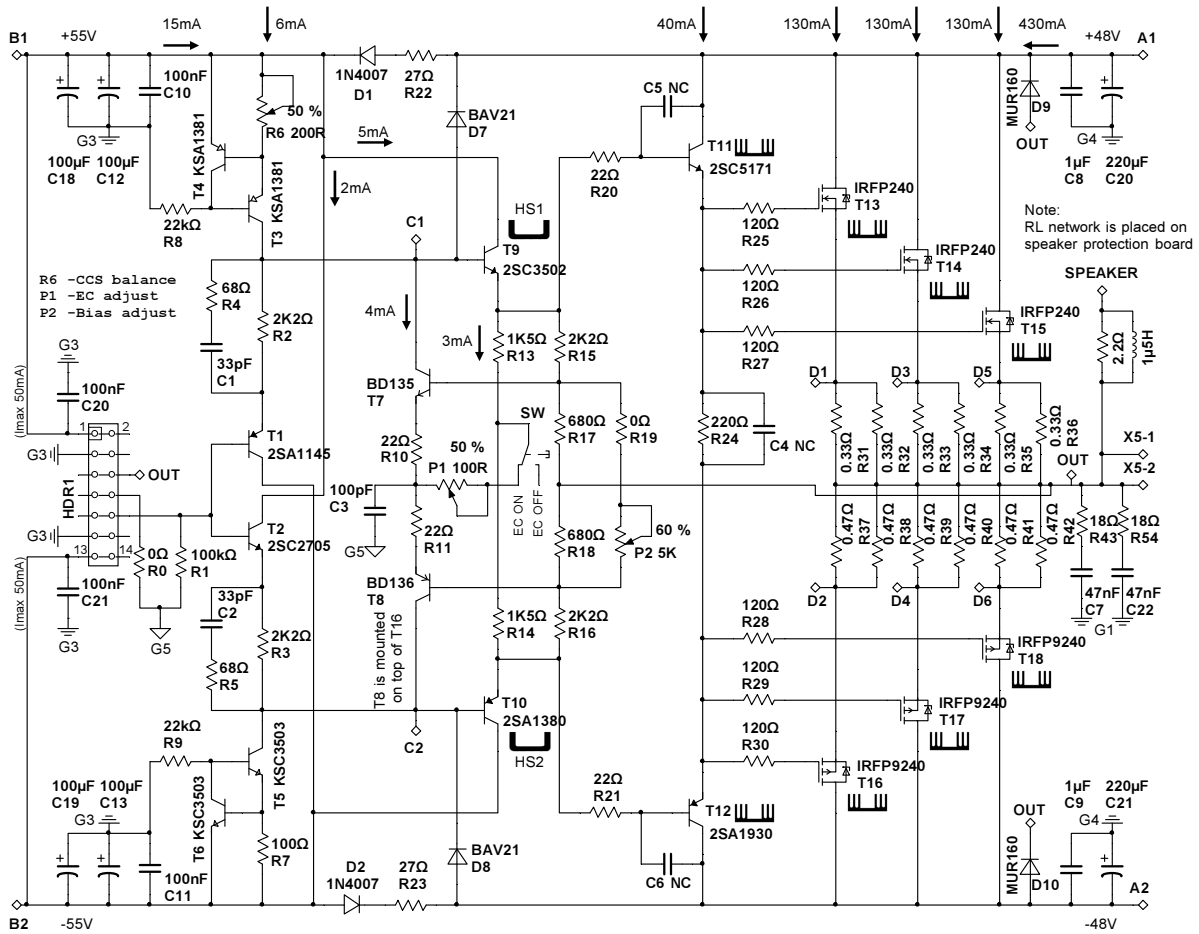 B1
+55V
15mA
6mA
40mA
130mA
130mA
130mA
430mA
+48V
A1
100nF
C10
1N4007
D1
27Ω
R22
50 %
R6 200R
BAV21
D7
C5 NC
MUR160
D9
OUT
G3
100µF
C18
100µF
C12
T4 KSA1381
5mA
2mA
T11
2SC5171
22Ω
R20
G4
1µF
C8
220µF
C20
22kΩ
R8
T3 KSA1381
C1
HS1
T9
2SC3502
IRFP240
T13
120Ω
R25
Note:
RL network is placed on
speaker protection board
IRFP240
T14
120Ω
R26
SPEAKER
R6 -CCS balance
P1 -EC adjust
P2 -Bias adjust
68Ω
R4
2K2Ω
R2
33pF
C1
4mA
3mA
1K5Ω
R13
2K2Ω
R15
IRFP240
T15
120Ω
R27
2.2Ω
1µ5H
G3
100nF
C20
(Imax 50mA)
BD135
T7
D1
D3
D5
1
2
G3
OUT
HDR1
G3
13
14
T1
2SA1145
22Ω
R10
50 %
P1 100R
SW
680Ω
R17
0Ω
R19
220Ω
R24
C4 NC
0.33Ω
R31
0.33Ω
R32
0.33Ω
R33
0.33Ω
R34
0.33Ω
R35
0.33Ω
R36
X5-1
X5-2
OUT
100pF
C3
G5
EC ON
EC OFF
T2
2SC2705
22Ω
R11
680Ω
R18
60 %
P2 5K
0.47Ω
R37
0.47Ω
R38
0.47Ω
R39
0.47Ω
R40
0.47Ω
R41
0.47Ω
R42
18Ω
R43
18Ω
R54
0Ω
R0
100kΩ
R1
G5
(Imax 50mA)
100nF
C21
G3
33pF
C2
2K2Ω
R3
68Ω
R5
BD136
T8
T8 is mounted
on top of T16
1K5Ω
R14
2K2Ω
R16
D2
D4
D6
47nF
C7
47nF
C22
G1
120Ω
R28
IRFP9240
T18
120Ω
R29
IRFP9240
T17
120Ω
R30
IRFP9240
T16
T10
2SA1380
HS2
C2
22kΩ
R9
T5 KSC3503
T6 KSC3503
100µF
C19
100µF
C13
G3
100Ω
R7
22Ω
R21
T12
2SA1930
C6 NC
OUT
1µF
C9
220µF
C21
G4
MUR160
D10
100nF
C11
D2
1N4007
27Ω
R23
BAV21
D8
B2
-55V
-48V
A2